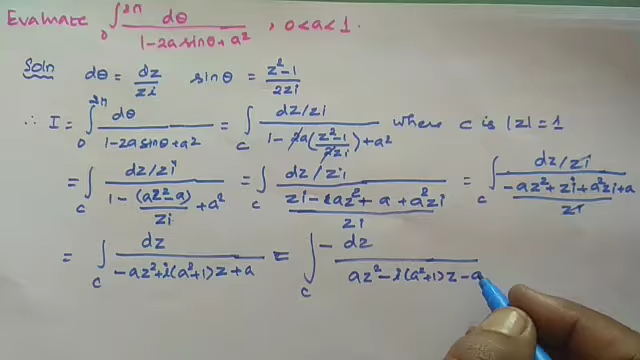 Evaluate ∫₀^2π dθ / (1-2a sinθ+a²) , 0<a<1.
Soln dθ = dz/zi sinθ = (z²-1)/2zi
∴ I = ∫₀^2π dθ / (1-2a sinθ+a²) = ∫_c (dz/zi) / (1-2a((z²-1)/2zi)+a²) where c is |z|=1
= ∫_c (dz/zi) / (1-(az²-a)/zi + a²) = ∫_c (dz/zi) / ((zi-az²+a+a²zi)/zi) = ∫_c (dz/zi) / ((-az²+zi+a²zi+a)/zi)
= ∫_c dz / (-az²+i(a²+1)z+a) = ∫_c -dz / (az²-i(a²+1)z-a